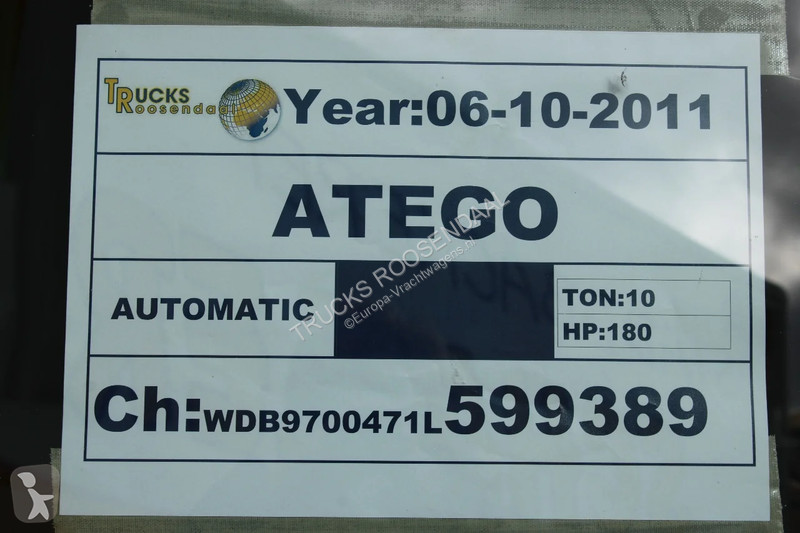 TRUCKS
Roosendaal
Year:06-10-2011
ATEGO
TRUCKS ROOSENDAAL
©Europa-Vrachtwagens.nl
AUTOMATIC
TON:10
HP:180
Ch:WDB9700471L599389